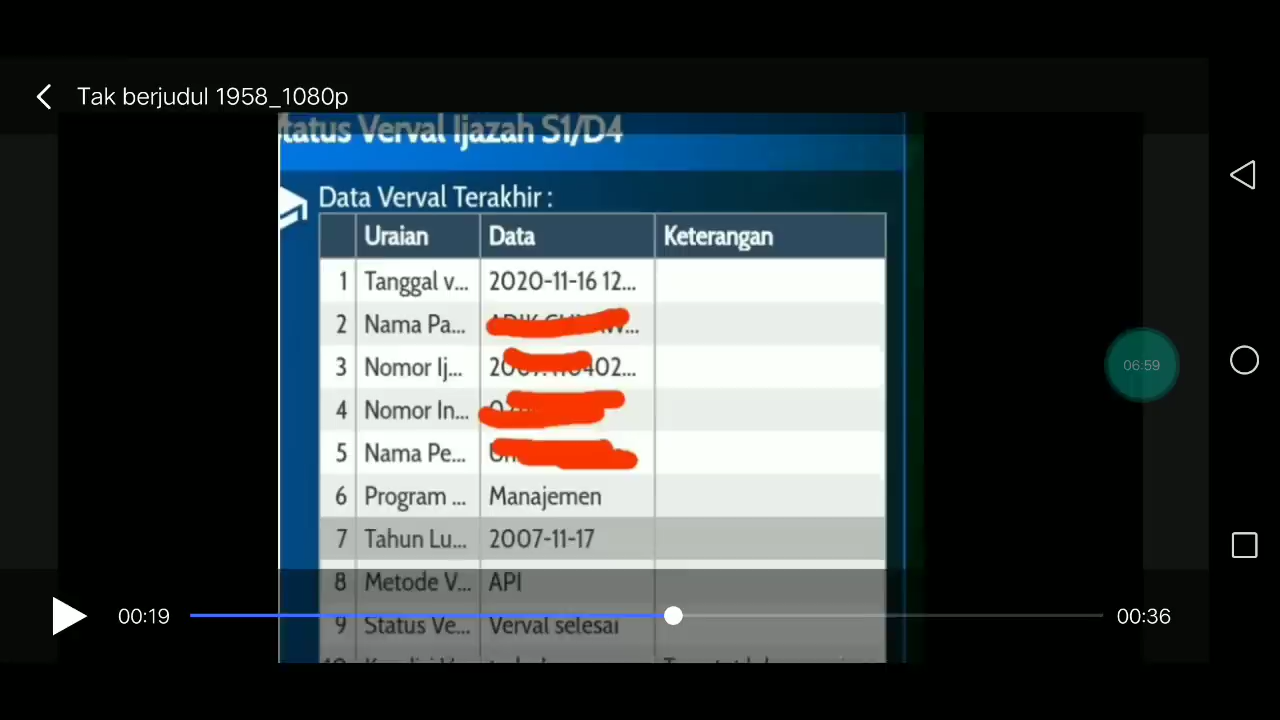 Tak berjudul 1958_1080p
tatus Verval Ijazah S1/D4
Data Verval Terakhir :
Uraian Data Keterangan
1 Tanggal v... 2020-11-16 12...
2 Nama Pa...
3 Nomor Ij...
4 Nomor In...
5 Nama Pe...
6 Program ... Manajemen
7 Tahun Lu... 2007-11-17
8 Metode V... API
9 Status Ve... Verval selesai
06:59
00:19 00:36